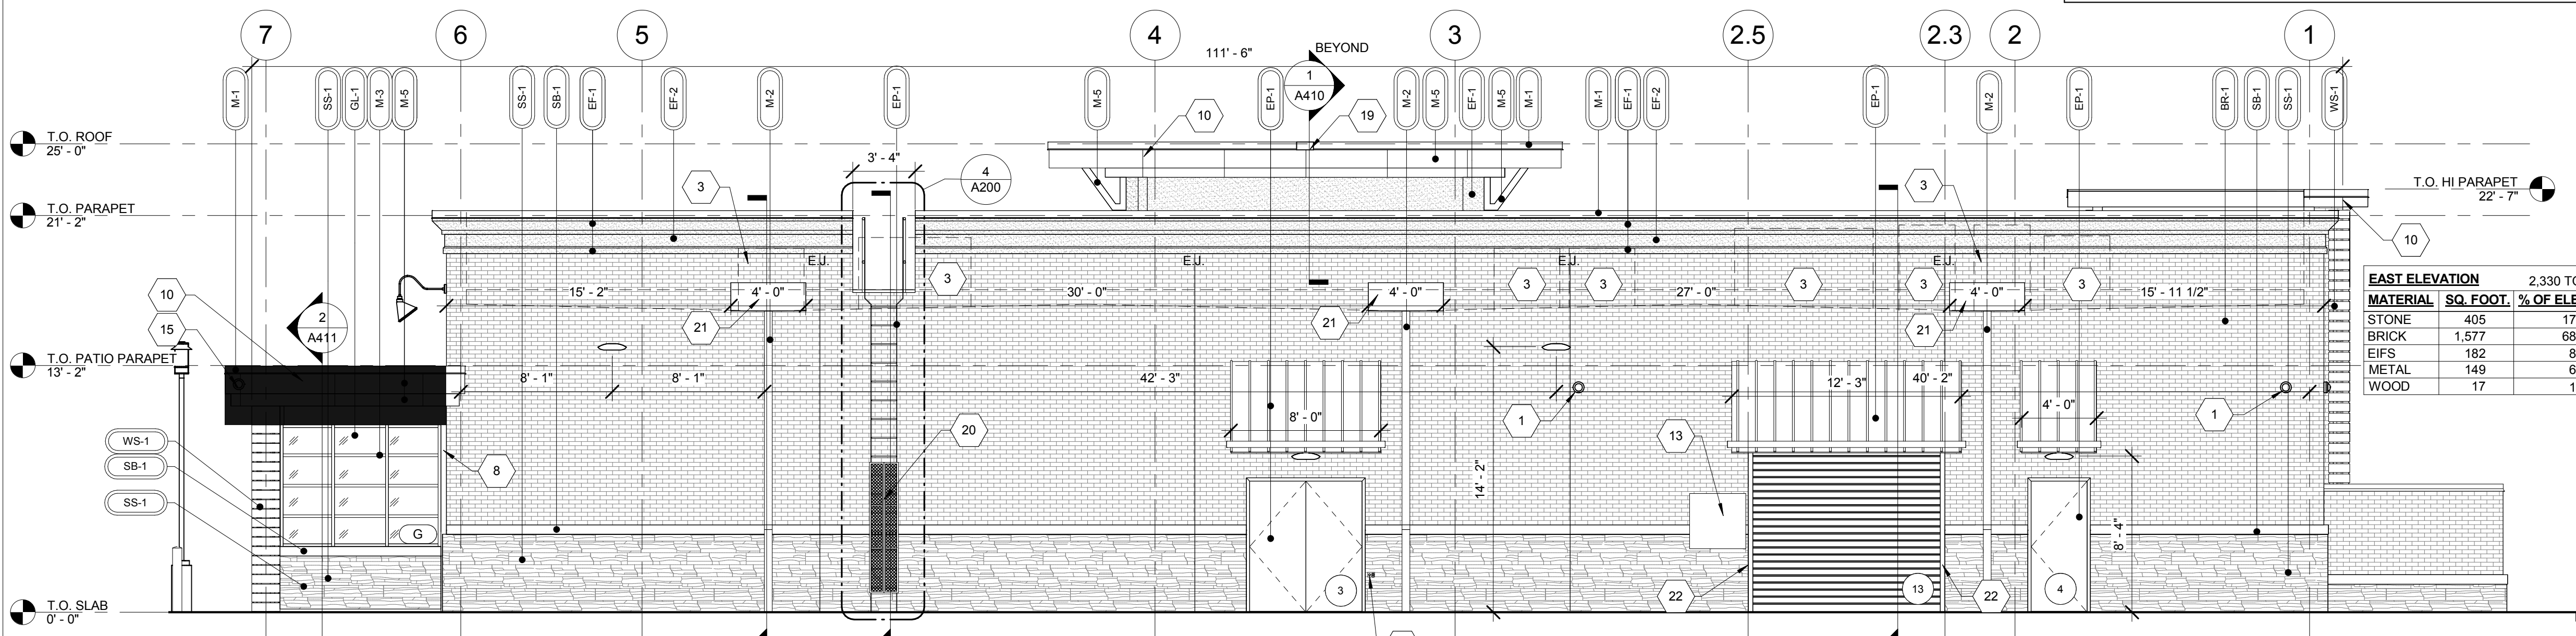 7
6
5
4
3
2.5
2.3
2
1
111' - 6"
BEYOND
1
A410
M-1
SS-1
GL-1
M-3
M-5
SS-1
SB-1
EF-1
EF-2
M-2
EP-1
M-5
EP-1
M-2
M-5
EF-1
M-5
M-1
M-1
EF-1
EF-2
EP-1
M-2
EP-1
BR-1
SB-1
SS-1
WS-1
10
19
T.O. ROOF
25' - 0"
3' - 4"
4
A200
3
3
T.O. HI PARAPET
22' - 7"
T.O. PARAPET
21' - 2"
10
E.J.
E.J.
E.J.
E.J.
3
3
3
3
3
3
10
15' - 2"
4' - 0"
30' - 0"
4' - 0"
27' - 0"
4' - 0"
15' - 11 1/2"
2
A411
15
21
21
21
T.O. PATIO PARAPET
13' - 2"
8' - 1"
8' - 1"
42' - 3"
12' - 3"
40' - 2"
8' - 0"
4' - 0"
1
1
20
13
WS-1
SB-1
SS-1
8
14' - 2"
8' - 4"
G
3
22
13
22
4
T.O. SLAB
0' - 0"
EAST ELEVATION 2,330
MATERIAL SQ. FOOT. % OF
STONE 405 17
BRICK 1,577 68
EIFS 182 8
METAL 149 6
WOOD 17 1